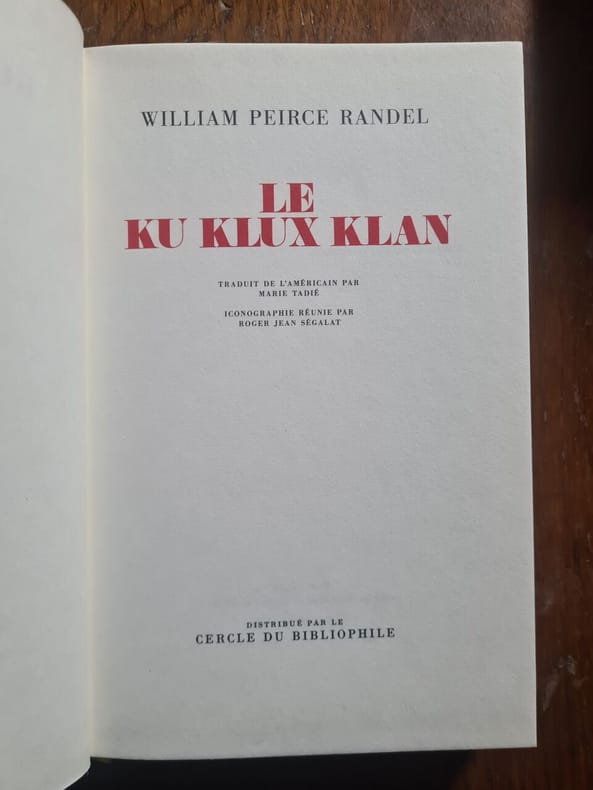 WILLIAM PEIRCE RANDEL
LE
KU KLUX KLAN
TRADUIT DE L'AMÉRICAIN PAR
MARIE TADIÉ
ICONOGRAPHIE RÉUNIE PAR
ROGER JEAN SÉGALAT
DISTRIBUÉ PAR LE
CERCLE DU BIBLIOPHILE